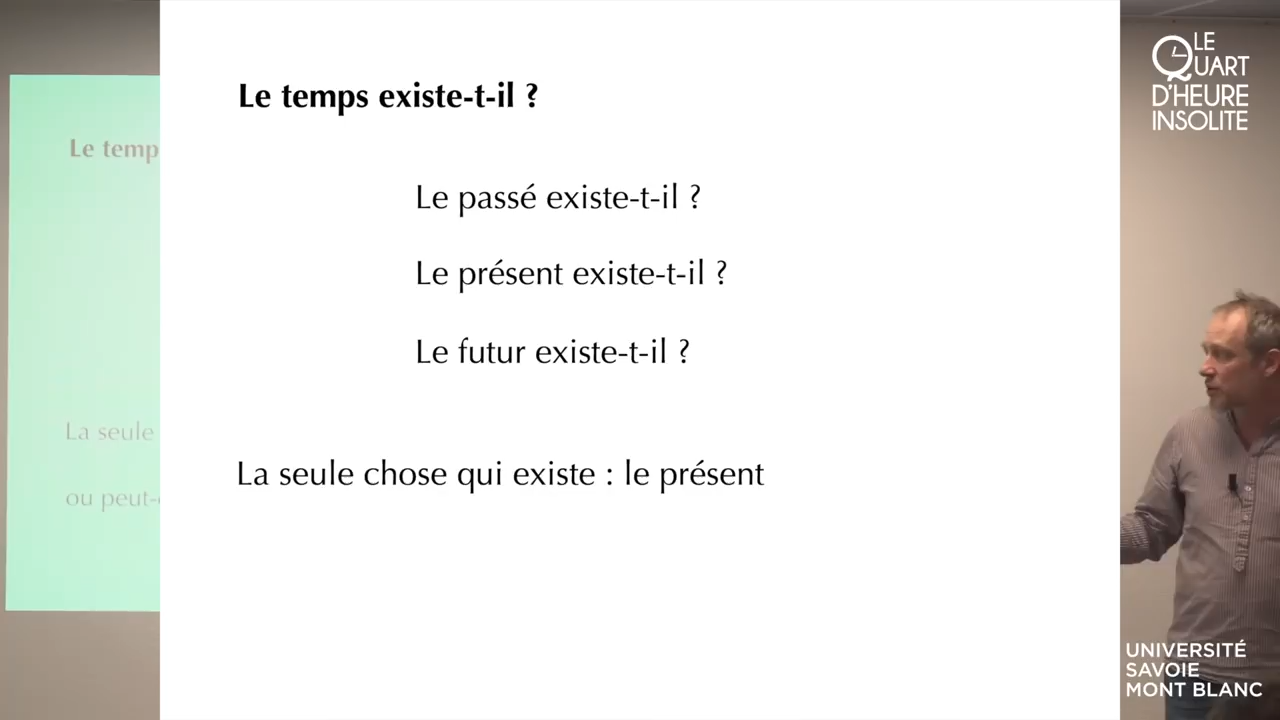 Le temps existe-t-il ?
Le passé existe-t-il ?
Le présent existe-t-il ?
Le futur existe-t-il ?
La seule chose qui existe : le présent
Le temp
La seule
ou peut-
LE
QUART
D'HEURE
INSOLITE
UNIVERSITÉ
SAVOIE
MONT BLANC